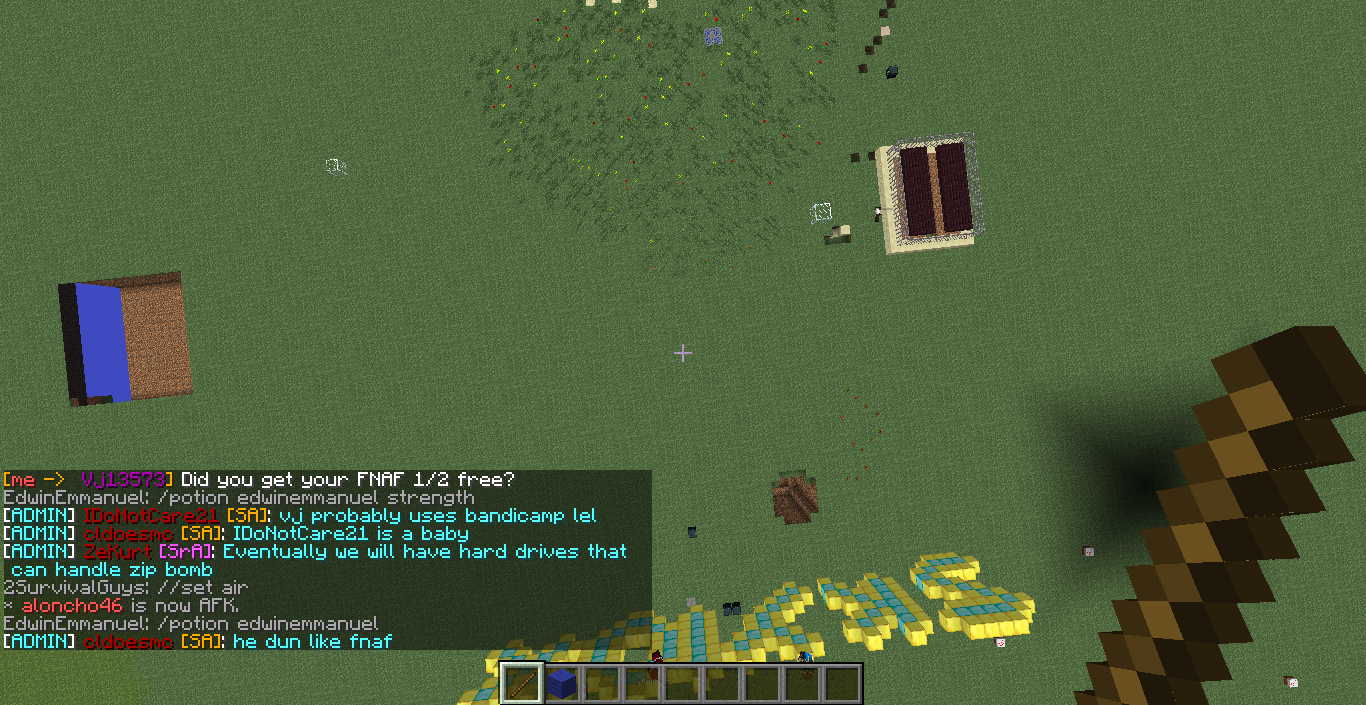 [me -> Vj13573] Did you get your FNAF 1/2 free?
EdwinEmmanuel: /potion edwinemmanuel strength
[ADMIN] IDoNotCare21 [SA]: vj probably uses bandicamp lel
[ADMIN] oldoesmc [SA]: IDoNotCare21 is a baby
[ADMIN] ZeKurt [SrA]: Eventually we will have hard drives that
can handle zip bomb
2SurvivalGuys: //set air
* aloncho46 is now AFK.
EdwinEmmanuel: /potion edwinemmanuel
[ADMIN] oldoesmc [SA]: he dun like fnaf